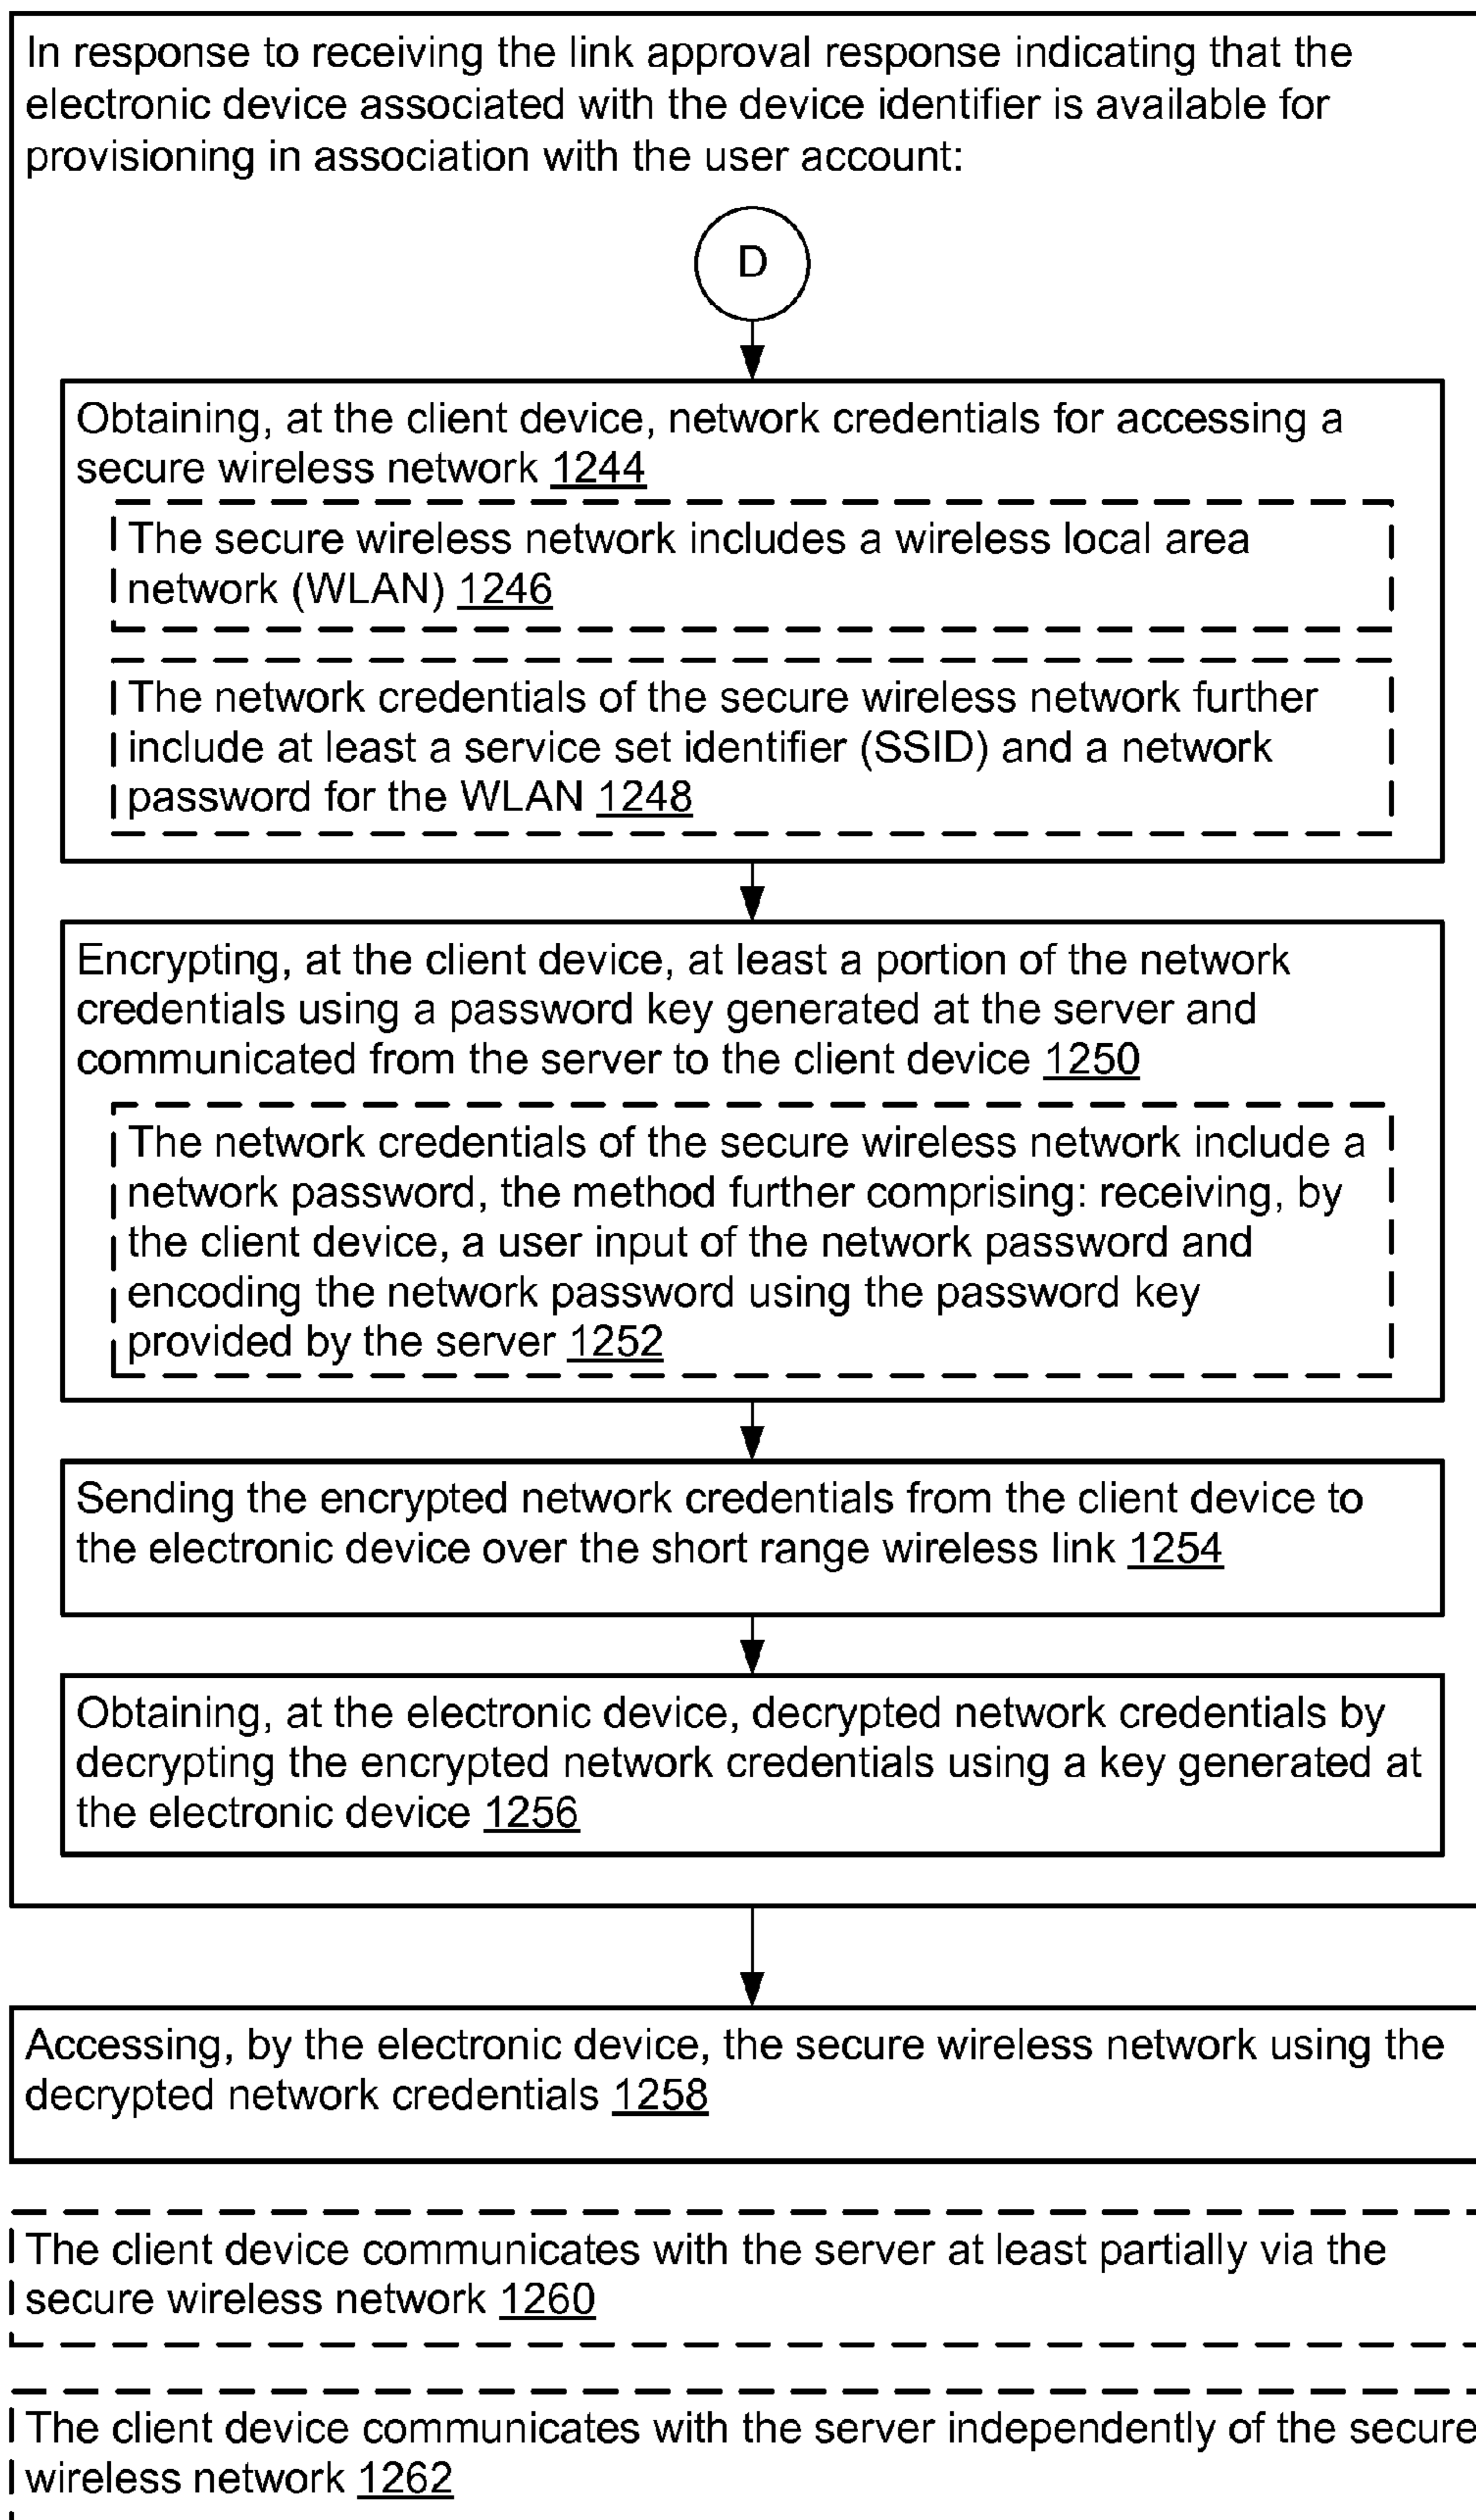 In response to receiving the link approval response indicating that the
electronic device associated with the device identifier is available for
provisioning in association with the user account:
D
Obtaining, at the client device, network credentials for accessing a
secure wireless network 1244
The secure wireless network includes a wireless local area
network (WLAN) 1246
The network credentials of the secure wireless network further
include at least a service set identifier (SSID) and a network
password for the WLAN 1248
Encrypting, at the client device, at least a portion of the network
credentials using a password key generated at the server and
communicated from the server to the client device 1250
The network credentials of the secure wireless network include a
network password, the method further comprising: receiving, by
the client device, a user input of the network password and
encoding the network password using the password key
provided by the server 1252
Sending the encrypted network credentials from the client device to
the electronic device over the short range wireless link 1254
Obtaining, at the electronic device, decrypted network credentials by
decrypting the encrypted network credentials using a key generated at
the electronic device 1256
Accessing, by the electronic device, the secure wireless network using the
decrypted network credentials 1258
The client device communicates with the server at least partially via the
secure wireless network 1260
The client device communicates with the server independently of the secure
wireless network 1262